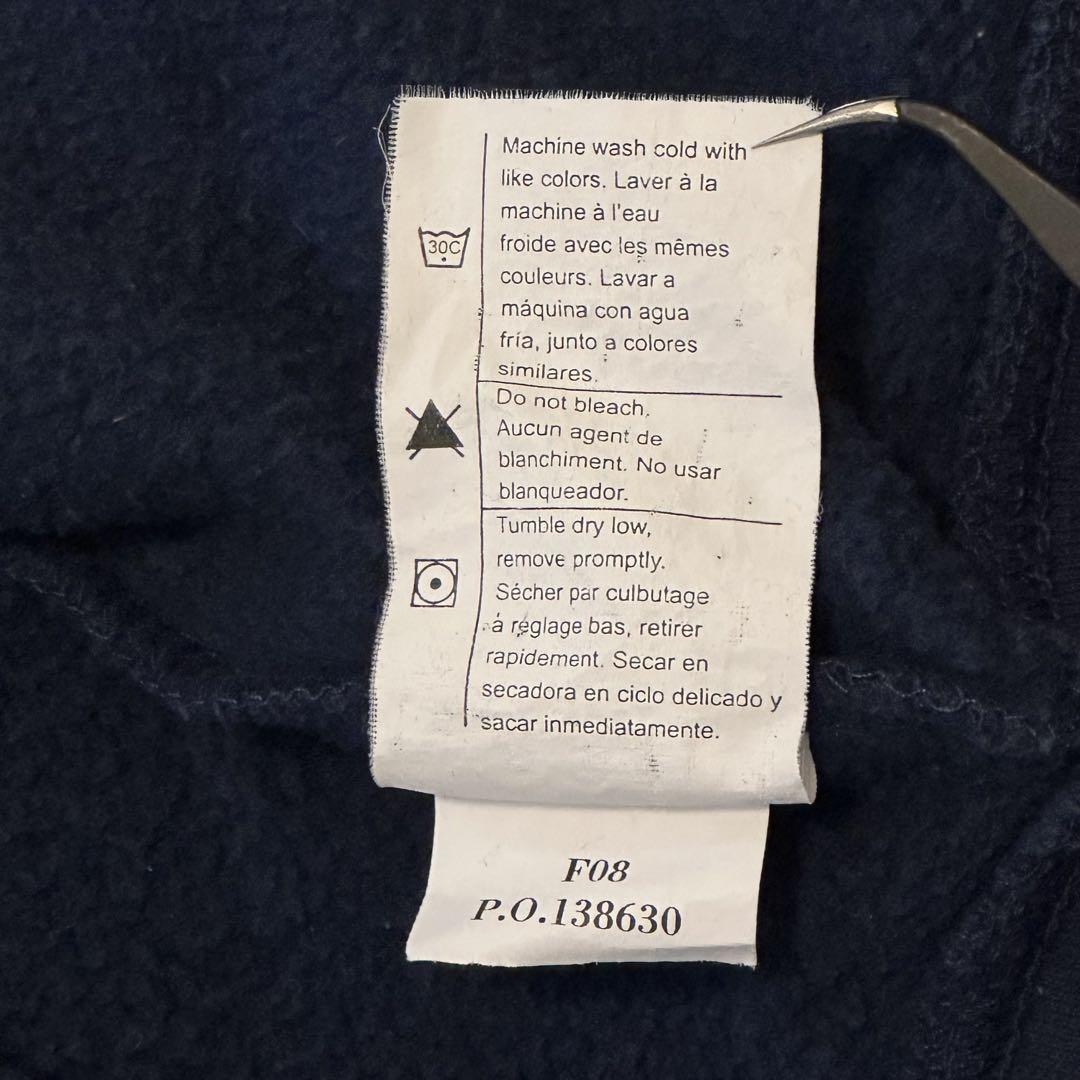 Machine wash cold with
like colors. Laver à la
machine à l'eau
30C
froide avec les mêmes
couleurs. Lavar a
máquina con agua
fría, junto a colores
similares.
Do not bleach.
Aucun agent de
blanchiment. No usar
blanqueador.
Tumble dry low,
remove promptly.
Sécher par culbutage
à réglage bas, retirer
rapidement. Secar en
secadora en ciclo delicado y
sacar inmediatamente.
F08
P.O.138630